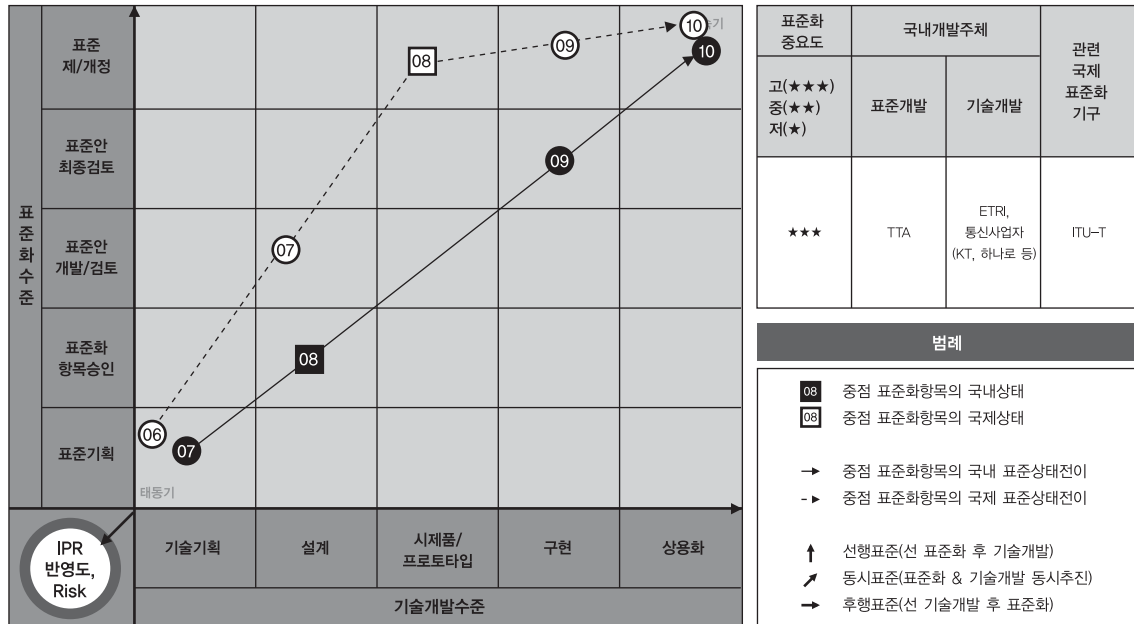 표준
제/개정
표준안
최종검토
표준안
개발/검토
표준화
항목승인
표준기획
표준화수준
06
07
08
09
10
07
08
09
10
태동기
IPR
반영도,
Risk
기술기획
설계
시제품/
프로토타입
구현
상용화
기술개발수준
표준화
중요도
국내개발주체
관련
국제
표준화
기구
고(★★★)
중(★★)
저(★)
표준개발
기술개발
★★★
TTA
ETRI,
통신사업자
(KT, 하나로 등)
ITU-T
범례
08 중점 표준화항목의 국내상태
08 중점 표준화항목의 국제상태
→ 중점 표준화항목의 국내 표준상태전이
중점 표준화항목의 국제 표준상태전이
선행표준(선 표준화 후 기술개발)
동시표준(표준화 & 기술개발 동시추진)
후행표준(선 기술개발 후 표준화)